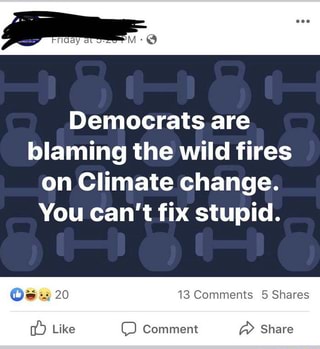 Friday at
Democrats are
blaming the wild fires
on Climate change.
You can't fix stupid.
20
13 Comments 5 Shares
Like Comment Share